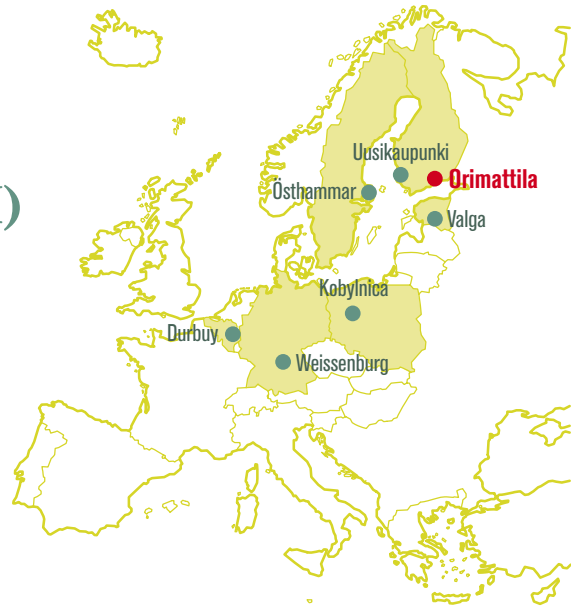 Uusikaupunki
Orimattila
Östhammar
)
Valga
Kobylnica
Durbuy
Weissenburg